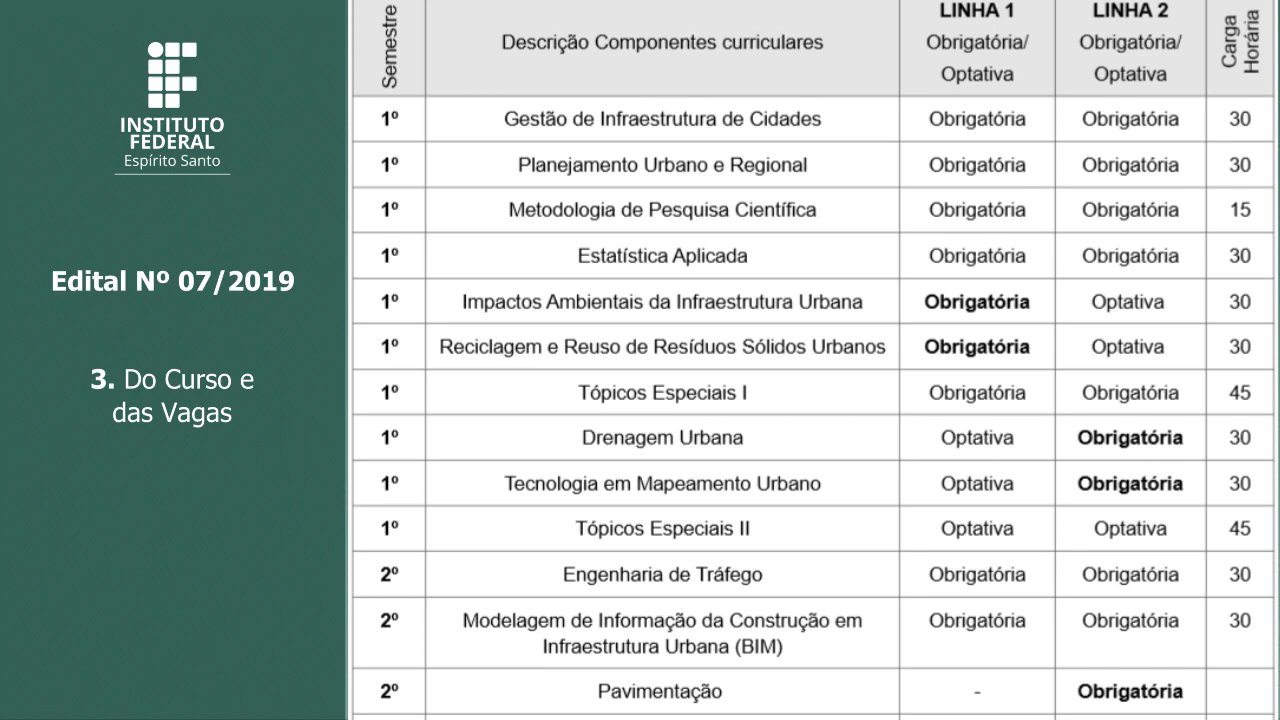 INSTITUTO
FEDERAL
Espírito Santo
Edital Nº 07/2019
3. Do Curso e
das Vagas
Semestre
Descrição Componentes curriculares
LINHA 1
Obrigatória/
Optativa
LINHA 2
Obrigatória/
Optativa
Carga
Horária
1º Gestão de Infraestrutura de Cidades Obrigatória Obrigatória 30
1º Planejamento Urbano e Regional Obrigatória Obrigatória 30
1º Metodologia de Pesquisa Científica Obrigatória Obrigatória 15
1º Estatística Aplicada Obrigatória Obrigatória 30
1º Impactos Ambientais da Infraestrutura Urbana Obrigatória Optativa 30
1º Reciclagem e Reuso de Resíduos Sólidos Urbanos Obrigatória Optativa 30
1º Tópicos Especiais I Obrigatória Obrigatória 45
1º Drenagem Urbana Optativa Obrigatória 30
1º Tecnologia em Mapeamento Urbano Optativa Obrigatória 30
1º Tópicos Especiais II Optativa Optativa 45
2º Engenharia de Tráfego Obrigatória Obrigatória 30
2º Modelagem de Informação da Construção em Obrigatória Obrigatória 30
Infraestrutura Urbana (BIM)
2º Pavimentação - Obrigatória